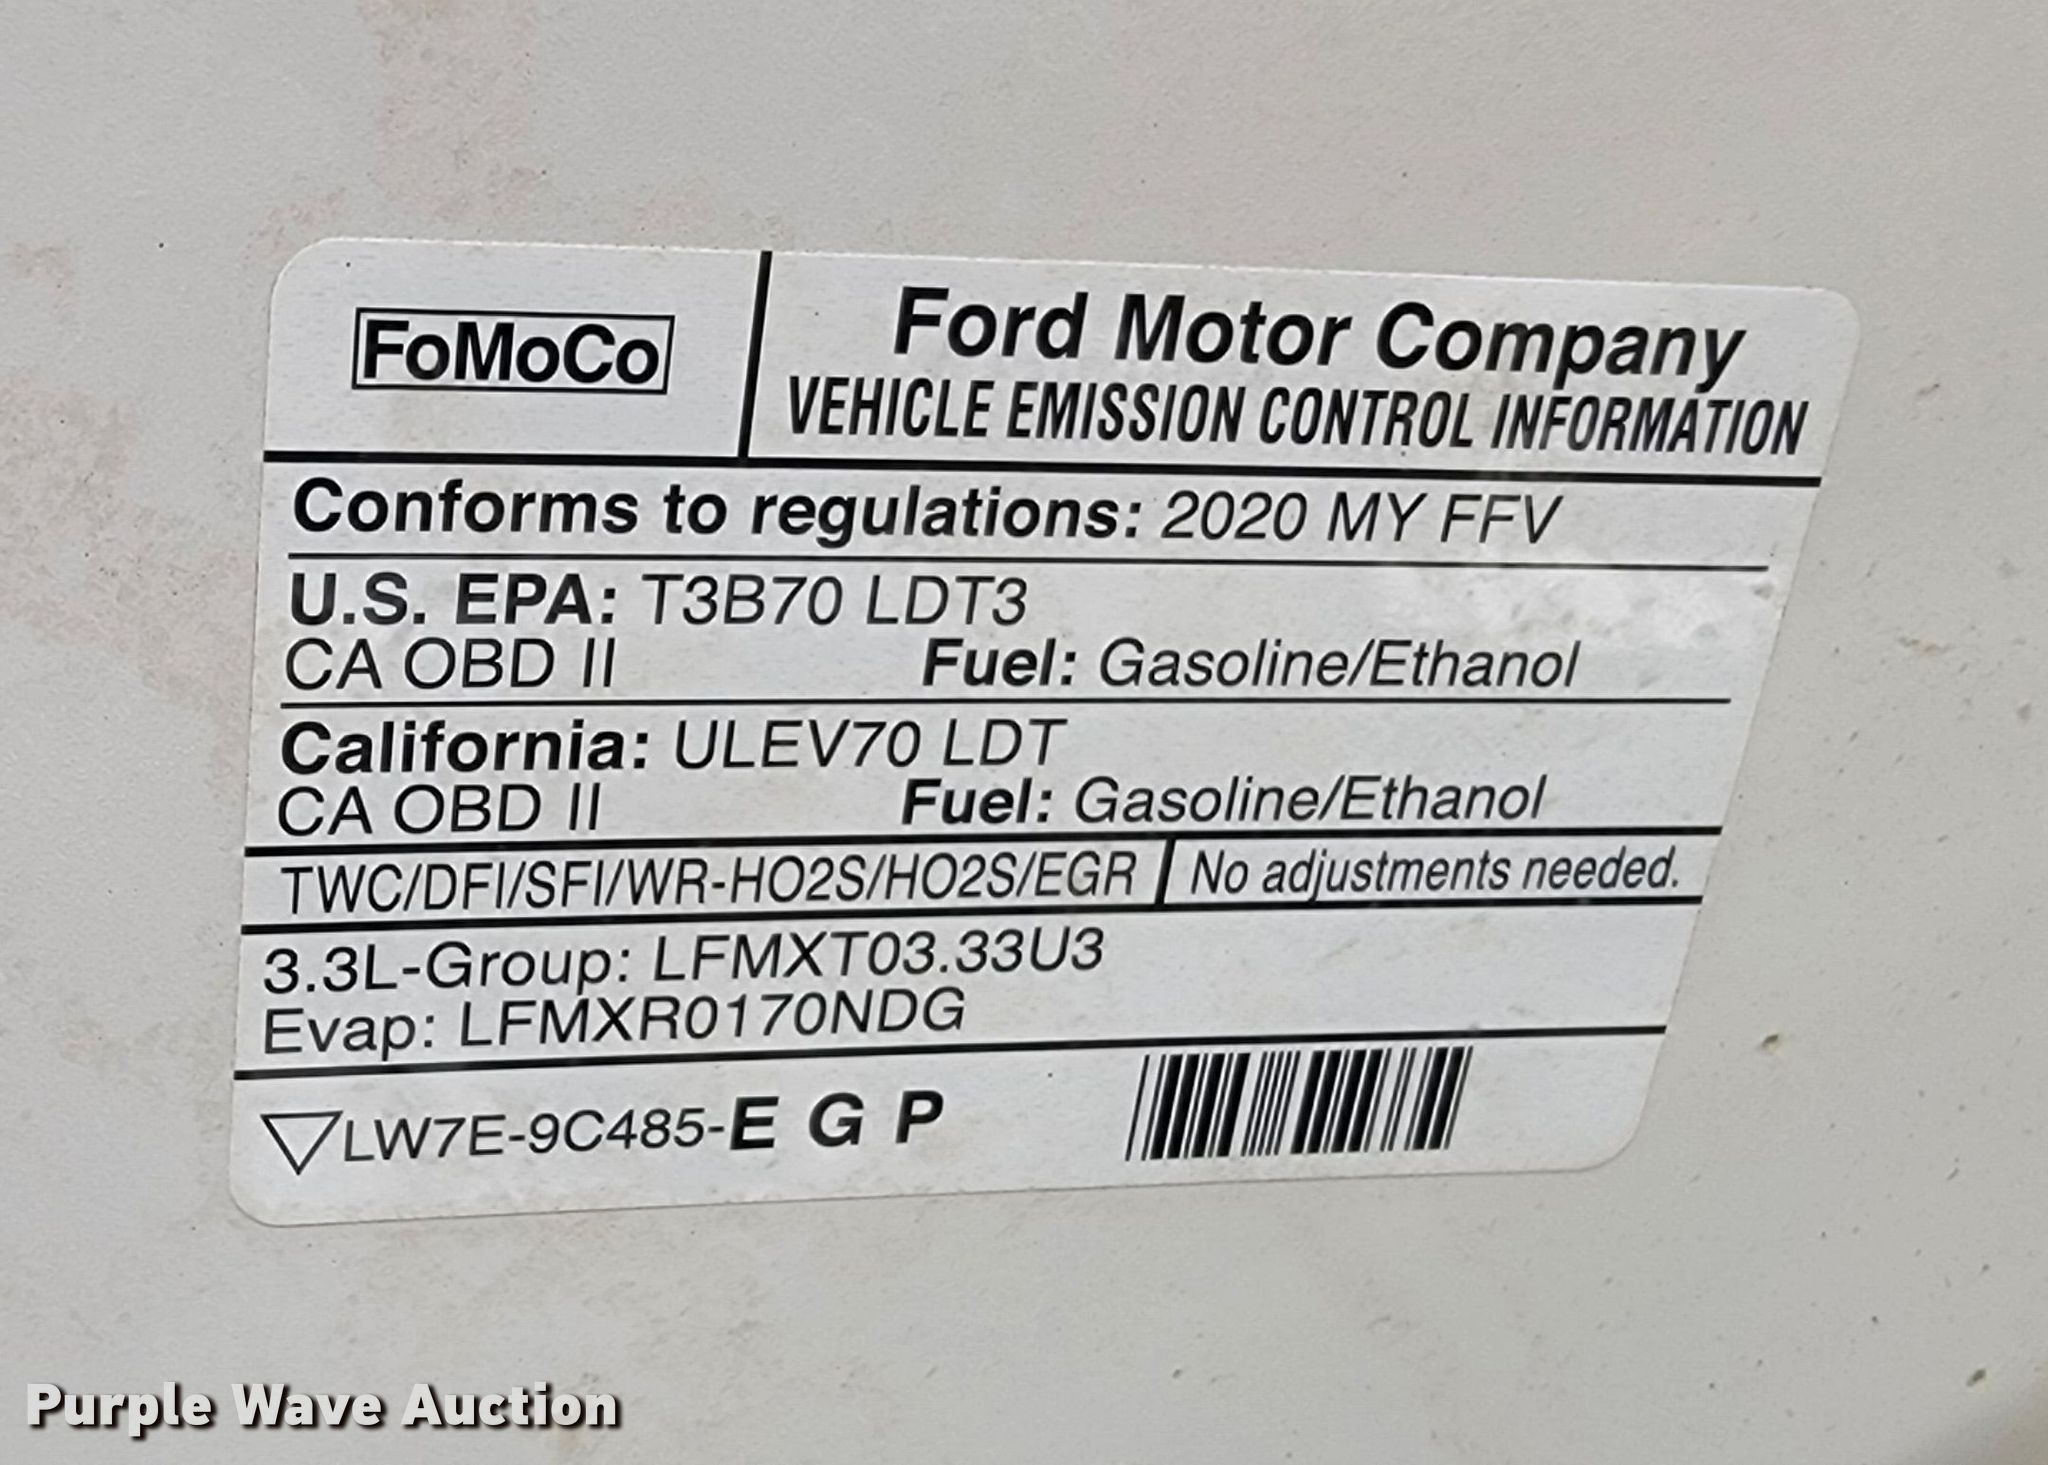 FoMoCo
Ford Motor Company
VEHICLE EMISSION CONTROL INFORMATION
Conforms to regulations: 2020 MY FFV
U.S. EPA: T3B70 LDT3
CA OBD II Fuel: Gasoline/Ethanol
California: ULEV70 LDT
CA OBD II Fuel: Gasoline/Ethanol
TWC/DFI/SFI/WR-HO2S/HO2S/EGR No adjustments needed.
3.3L-Group: LFMXT03.33U3
Evap: LFMXR0170NDG
LW7E-9C485-E G P
Purple Wave Auction